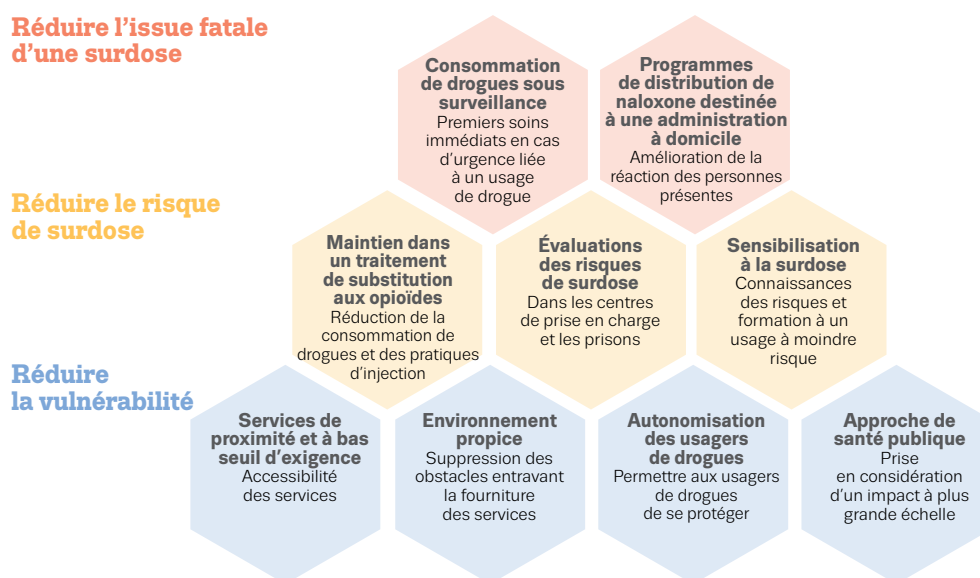 Réduire l'issue fatale
d'une surdose
Consommation
de drogues sous
surveillance
Premiers soins
immédiats en cas
d'urgence liée
à un usage
de drogue
Programmes
de distribution de
naloxone destinée
à une administration
à domicile
Amélioration de la
réaction des personnes
présentes
Réduire le risque
de surdose
Maintien dans
un traitement
de substitution
aux opioïdes
Réduction de la
consommation de
drogues et des pratiques
d'injection
Évaluations
des risques
de surdose
Dans les centres
de prise en charge
et les prisons
Sensibilisation
à la surdose
Connaissances
des risques et
formation à un
usage à moindre
risque
Réduire
la vulnérabilité
Services de
proximité et à bas
seuil d'exigence
Accessibilité
des services
Environnement
propice
Suppression des
obstacles entravant
la fourniture
des services
Autonomisation
des usagers
de drogues
Permettre aux usagers
de drogues
de se protéger
Approche de
santé publique
Prise
en considération
d'un impact à plus
grande échelle